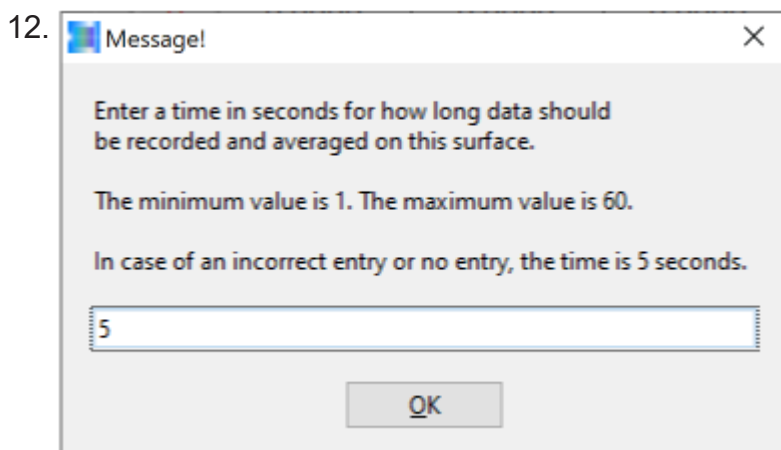 12.
Message!
Enter a time in seconds for how long data should
be recorded and averaged on this surface.
The minimum value is 1. The maximum value is 60.
In case of an incorrect entry or no entry, the time is 5 seconds.
5
OK